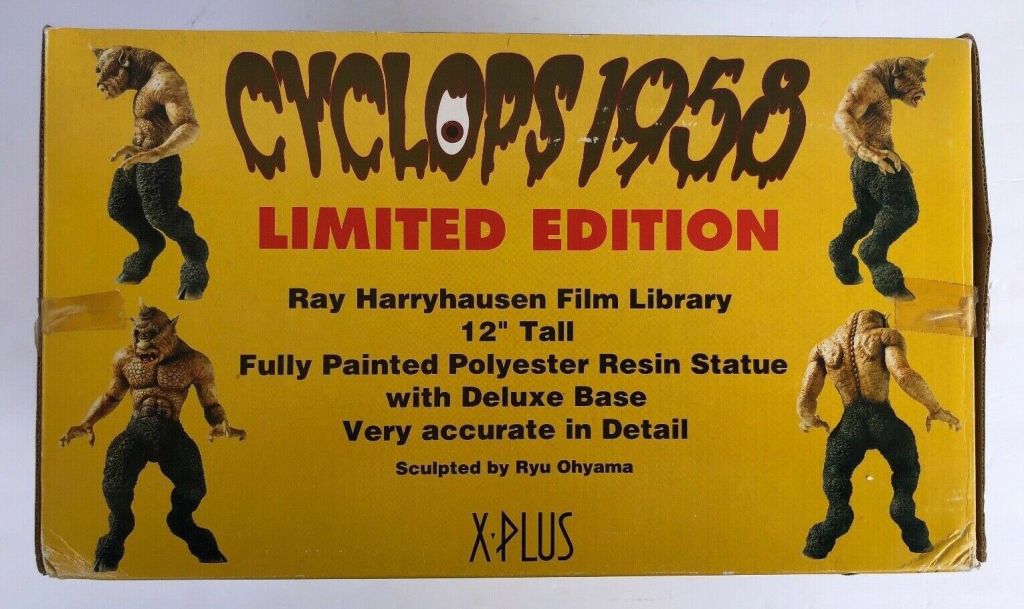 CYCLOPS 1958
LIMITED EDITION
Ray Harryhausen Film Library
12" Tall
Fully Painted Polyester Resin Statue
with Deluxe Base
Very accurate in Detail
Sculpted by Ryu Ohyama
X·PLUS